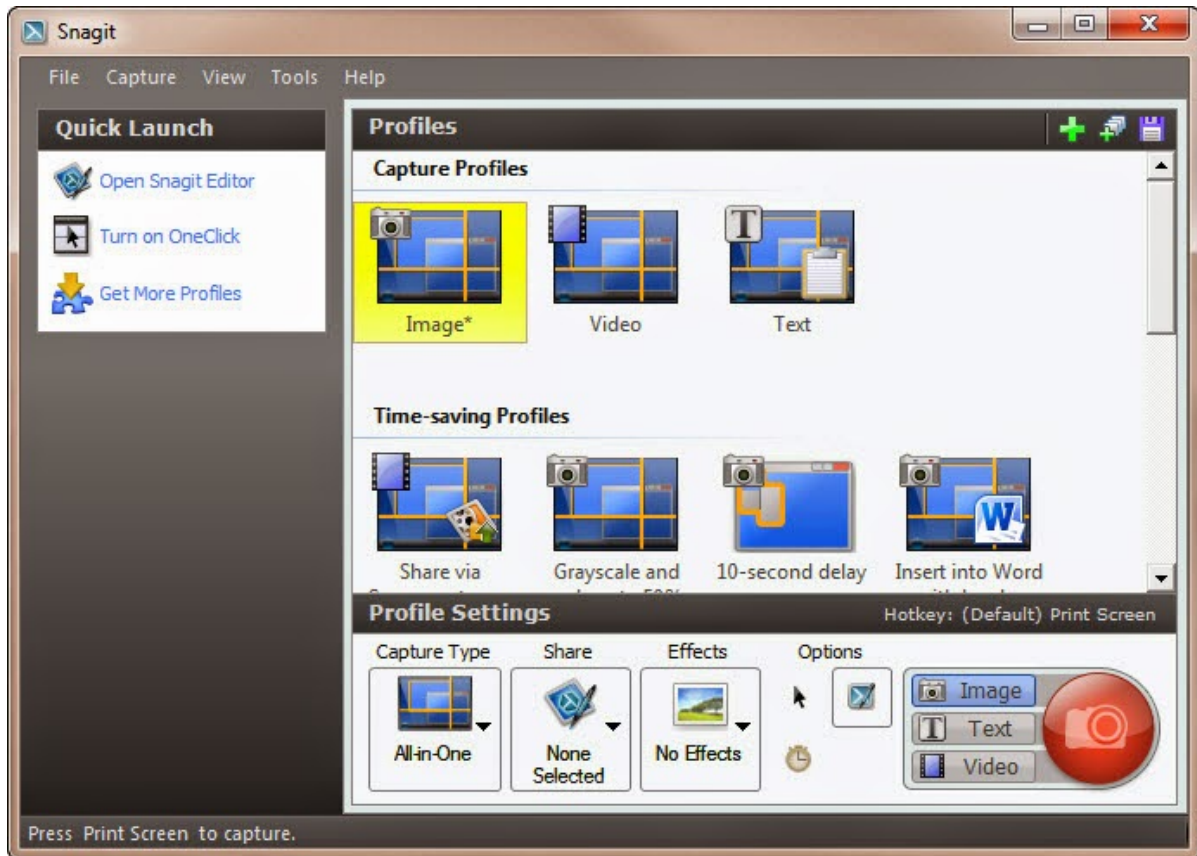 Snagit
File Capture View Tools Help
Quick Launch
Open Snagit Editor
Turn on OneClick
Get More Profiles
Profiles
Capture Profiles
Image*
Video
T
Text
Time-saving Profiles
Share via
Grayscale and
10-second delay
W
Insert into Word
Profile Settings
Hotkey: (Default) Print Screen
Capture Type
All-in-One
Share
None
Selected
Effects
No Effects
Options
Image
T Text
Video
Press Print Screen to capture.